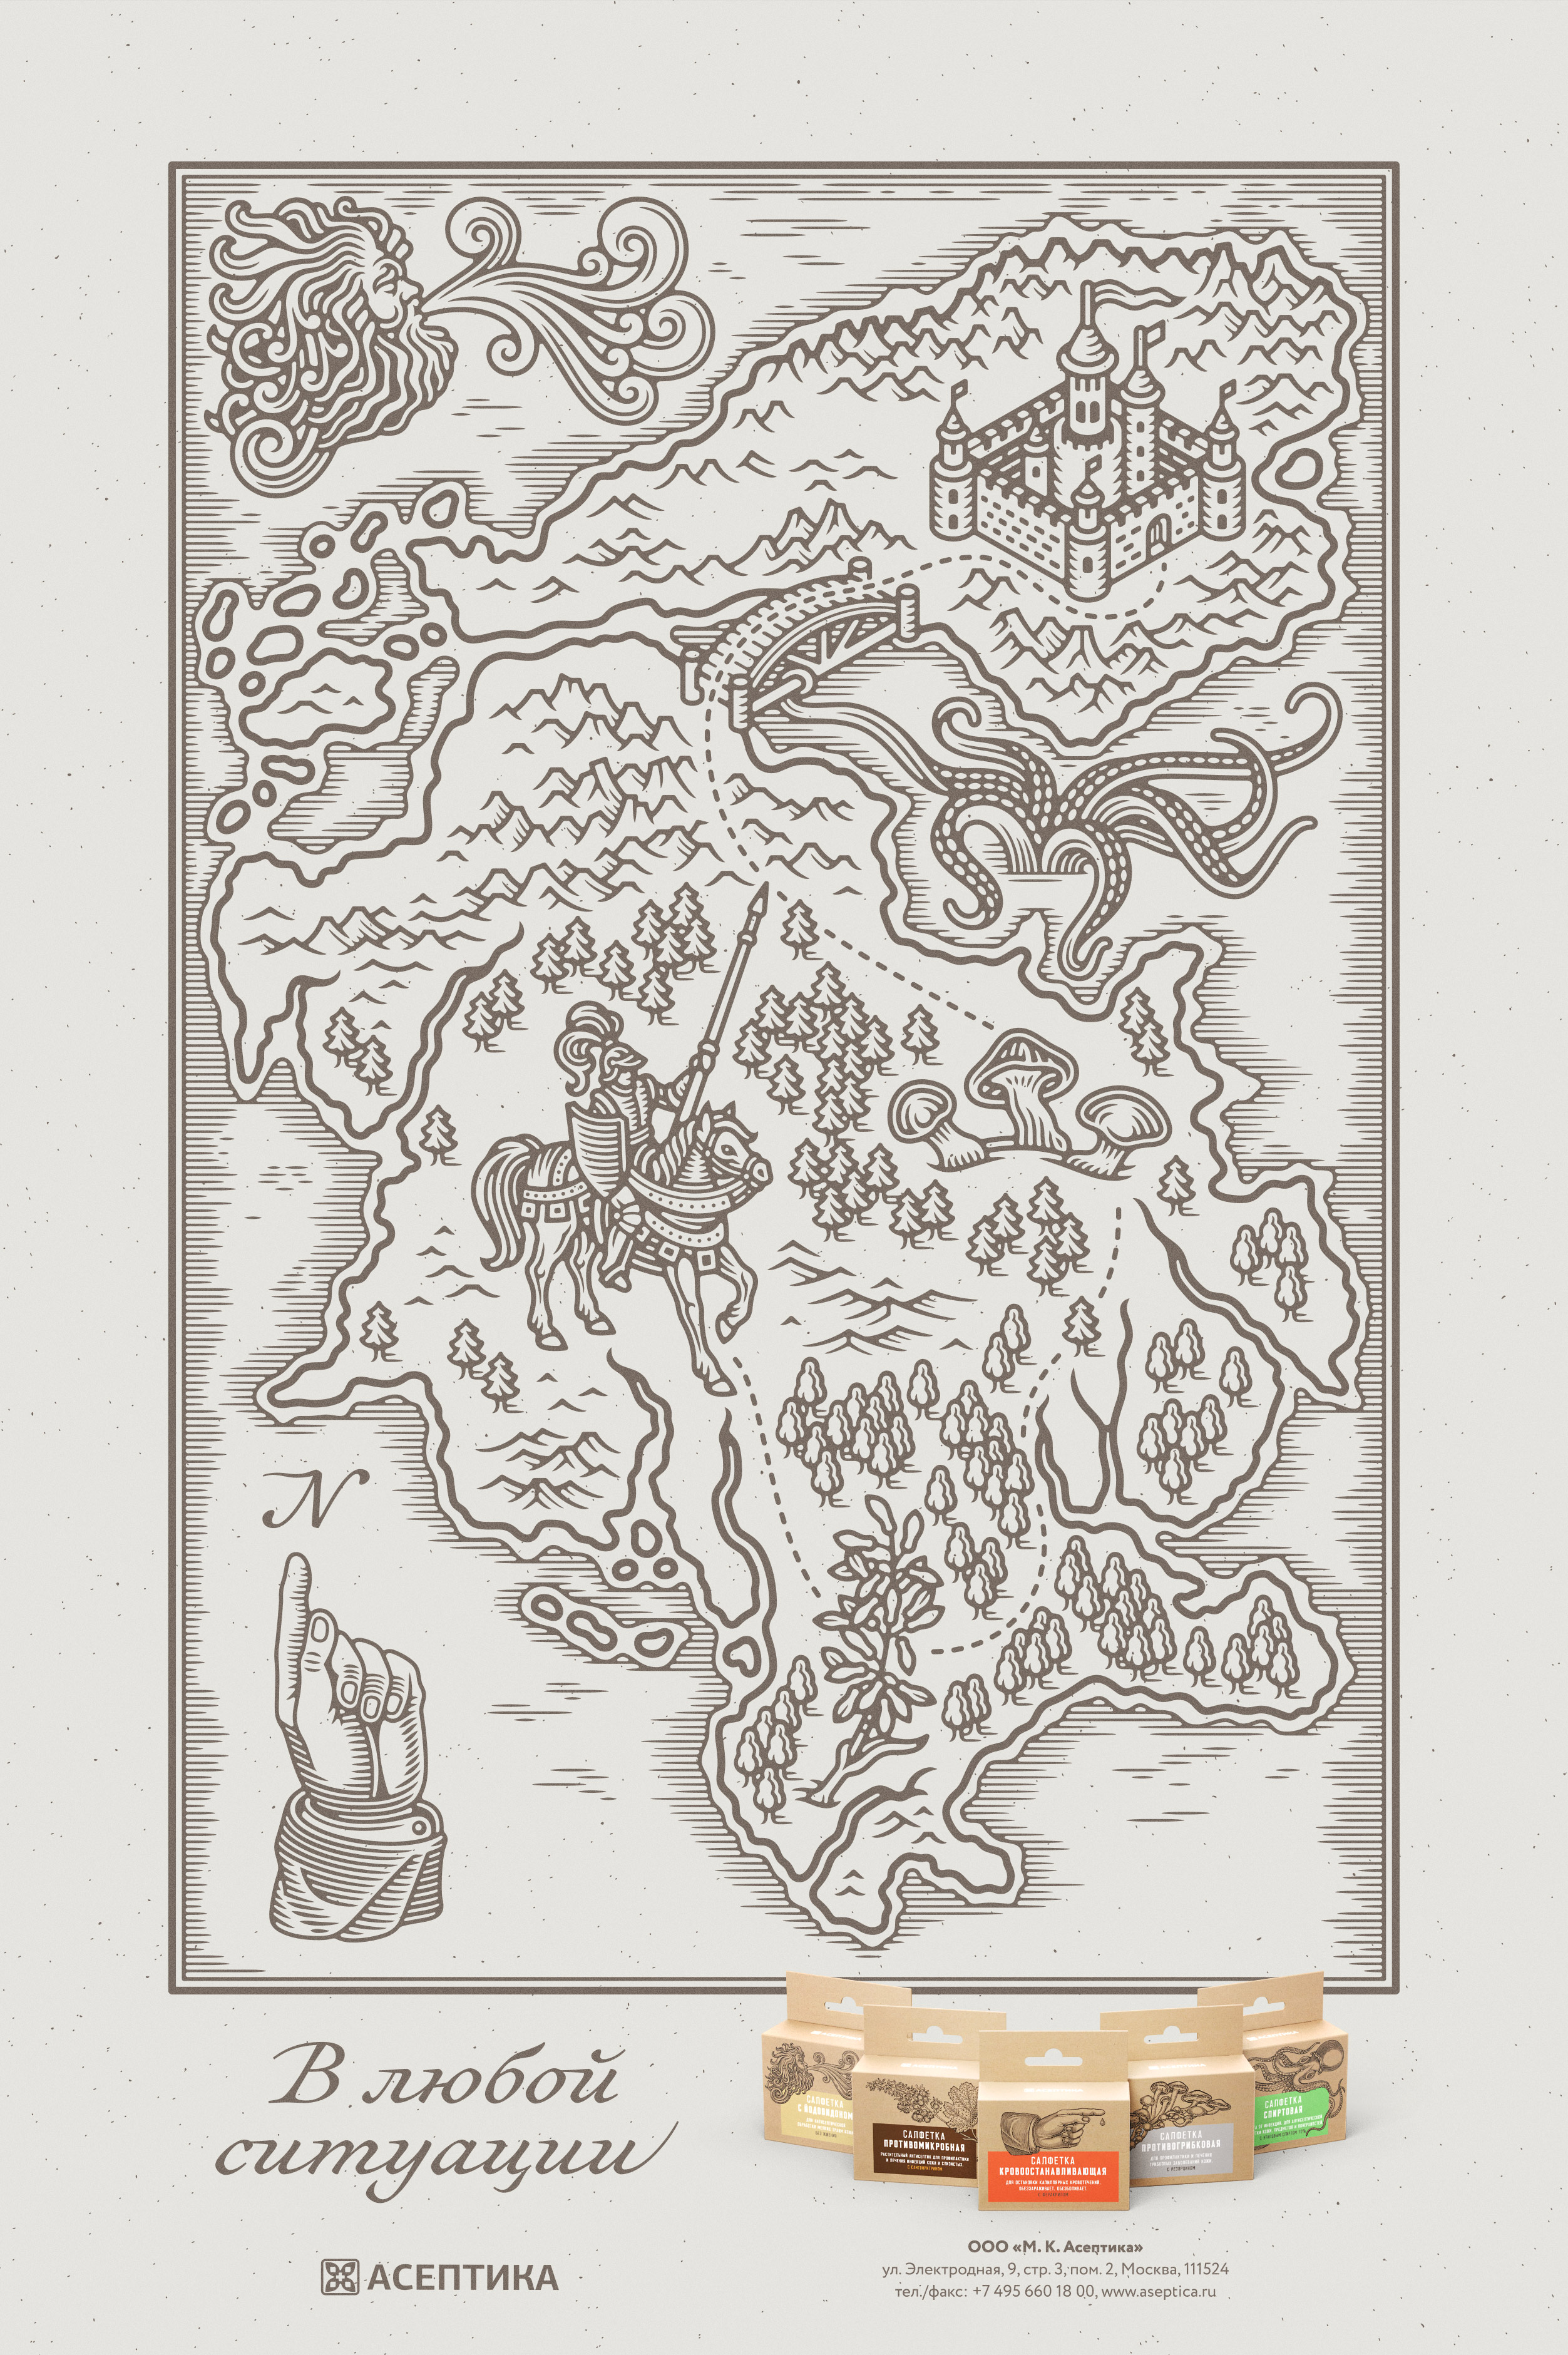 N
В любой
ситуации
АСЕПТИКА
САЛФЕТКА
ПРОТИВОМИКРОБНАЯ
РАСТИТЕЛЬНЫЙ АНТИСЕПТИК ДЛЯ ПРОФИЛАКТИКИ
И ЛЕЧЕНИЯ ИНФЕКЦИЙ КОЖИ И СЛИЗИСТЫХ.
С САНГВИРИТРИНОМ
САЛФЕТКА
КРОВООСТАНАВЛИВАЮЩАЯ
ДЛЯ ОСТАНОВКИ КАПИЛЛЯРНЫХ КРОВОТЕЧЕНИЙ.
ОБЕЗЗАРАЖИВАЕТ. ОБЕЗБОЛИВАЕТ.
САЛФЕТКА
ПРОТИВОГРИБКОВАЯ
ДЛЯ ПРОФИЛАКТИКИ И ЛЕЧЕНИЯ
ГРИБКОВЫХ ЗАБОЛЕВАНИЙ КОЖИ.
САЛФЕТКА
СПИРТОВАЯ
САЛФЕТКА
ООО «М. К. Асептика»
ул. Электродная, 9, стр. 3, пом. 2, Москва, 111524
тел./факс: +7 495 660 18 00, www.aseptica.ru